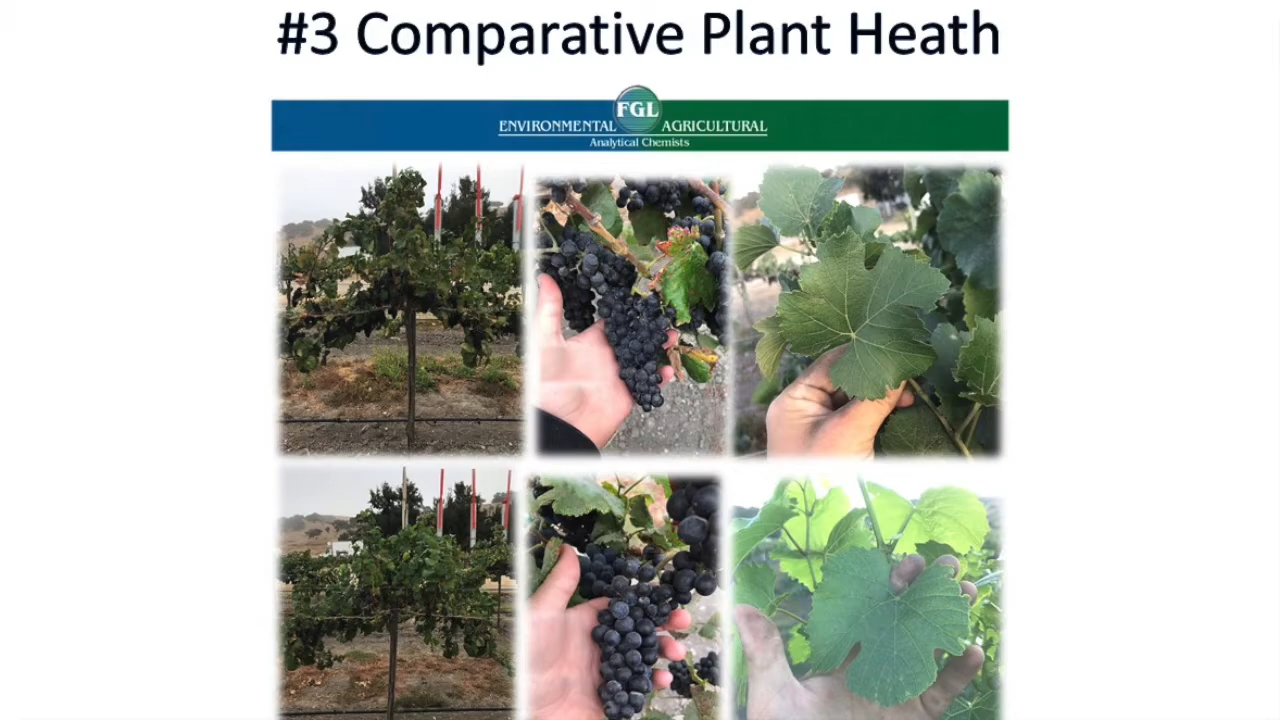 #3 Comparative Plant Heath
FGL
ENVIRONMENTAL AGRICULTURAL
Analytical Chemists